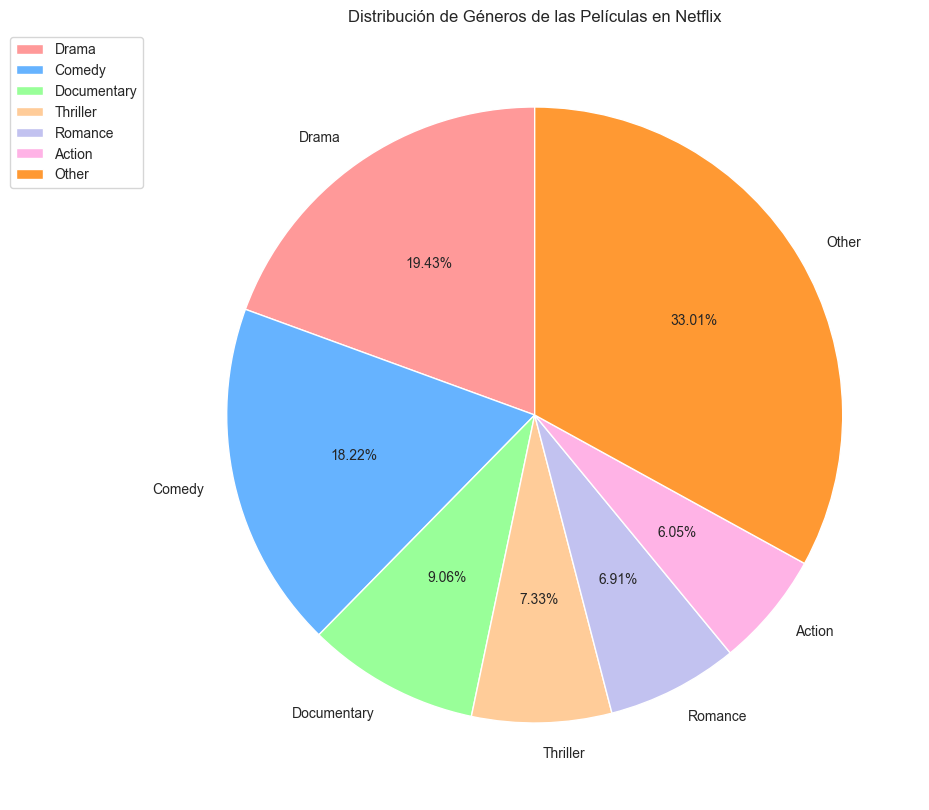 Distribución de Géneros de las Películas en Netflix
Drama
Comedy
Documentary
Thriller
Romance
Action
Other
Drama
Other
19.43%
33.01%
18.22%
Comedy
6.05%
9.06%
6.91%
7.33%
Action
Documentary
Romance
Thriller